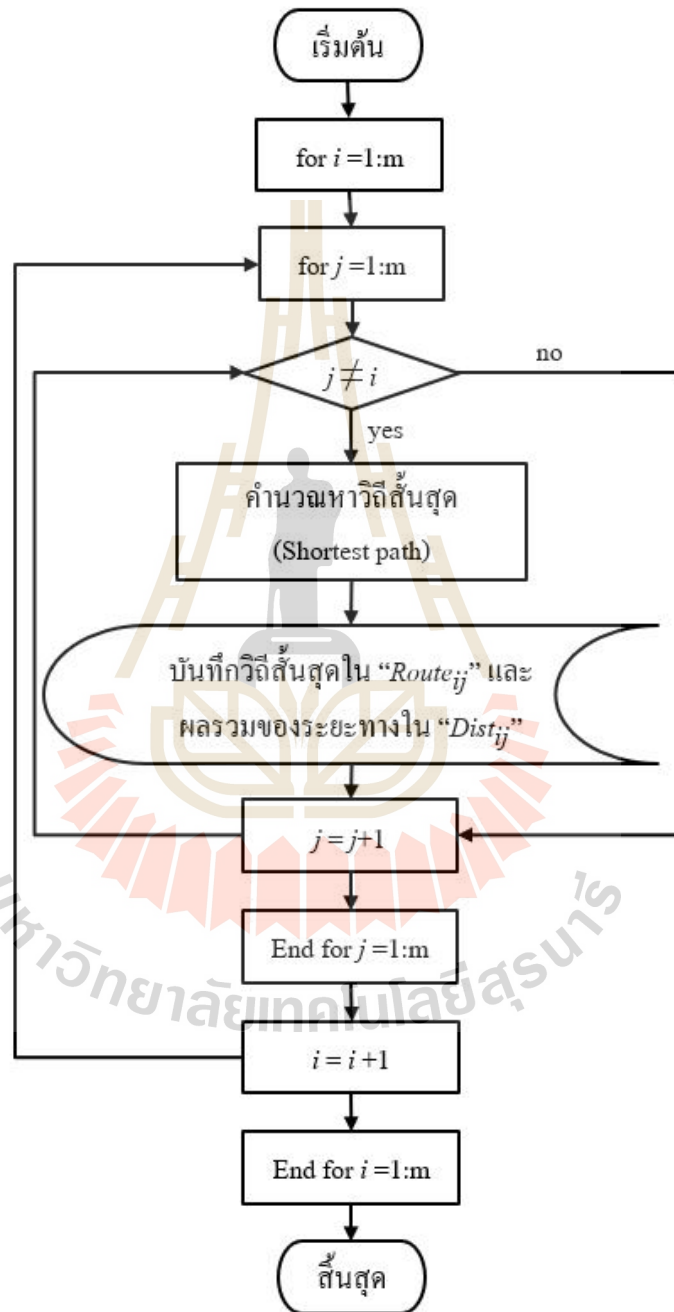 เริ่มต้น
for i =1:m
for j =1:m
j ≠ i
no
yes
คำนวณหาวิถีสั้นสุด
(Shortest path)
บันทึกวิถีสั้นสุดใน “Routeij” และ
ผลรวมของระยะทางใน “Distij”
j = j+1
End for j =1:m
i = i +1
End for i =1:m
สิ้นสุด